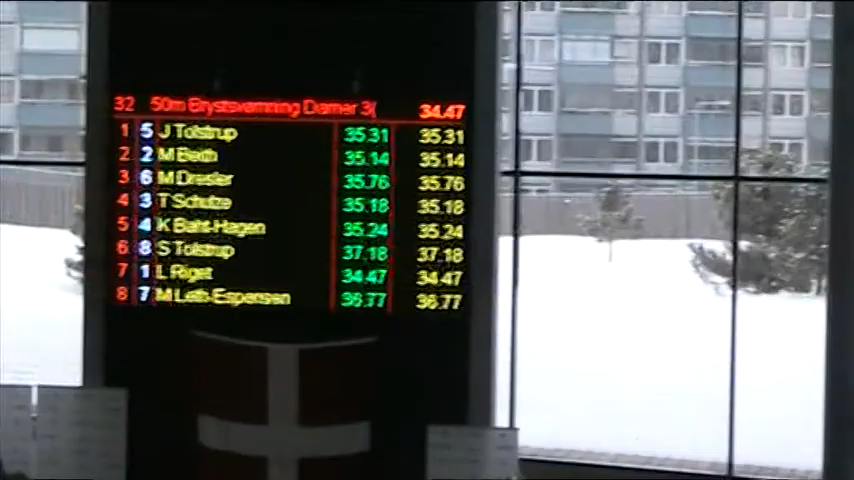 32 50m Brystsvømning Damer 3( 34.47
1 5 J Tolstrup 35.31 35.31
2 2 M Beith 35.14 35.14
3 6 M Drasler 35.76 35.76
4 3 T Schultze 35.18 35.18
5 4 K Bahl-Hagen 35.24 35.24
6 8 S Tolstrup 37.18 37.18
7 1 L Riget 34.47 34.47
8 7 M Leth-Espensen 36.77 36.77